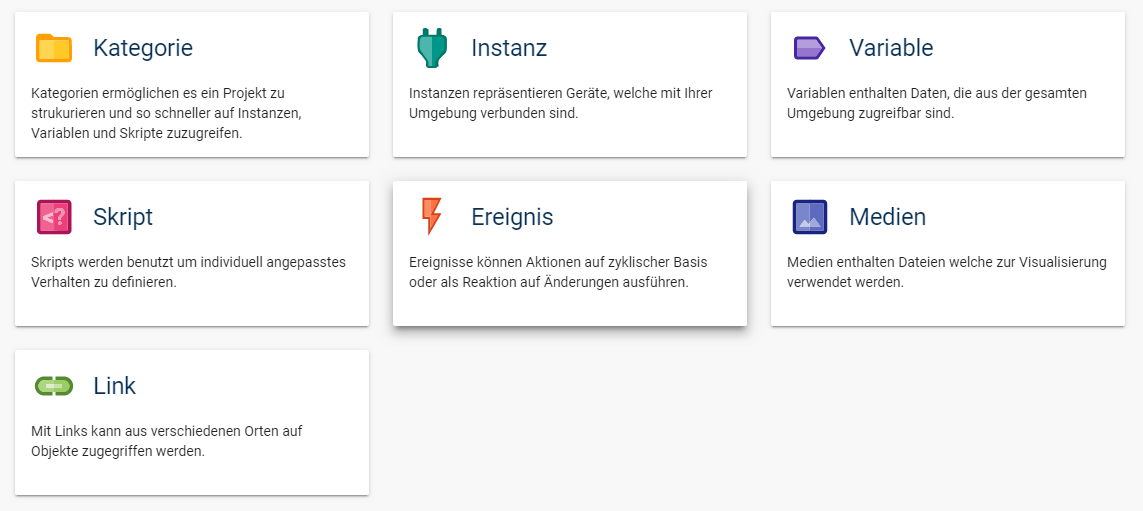 Kategorie
Kategorien ermöglichen es ein Projekt zu
strukurieren und so schneller auf Instanzen,
Variablen und Skripte zuzugreifen.
Instanz
Instanzen repräsentieren Geräte, welche mit Ihrer
Umgebung verbunden sind.
Variable
Variablen enthalten Daten, die aus der gesamten
Umgebung zugreifbar sind.
<?
Skript
Skripts werden benutzt um individuell angepasstes
Verhalten zu definieren.
Ereignis
Ereignisse können Aktionen auf zyklischer Basis
oder als Reaktion auf Änderungen ausführen.
Medien
Medien enthalten Dateien welche zur Visualisierung
verwendet werden.
Link
Mit Links kann aus verschiedenen Orten auf
Objekte zugegriffen werden.